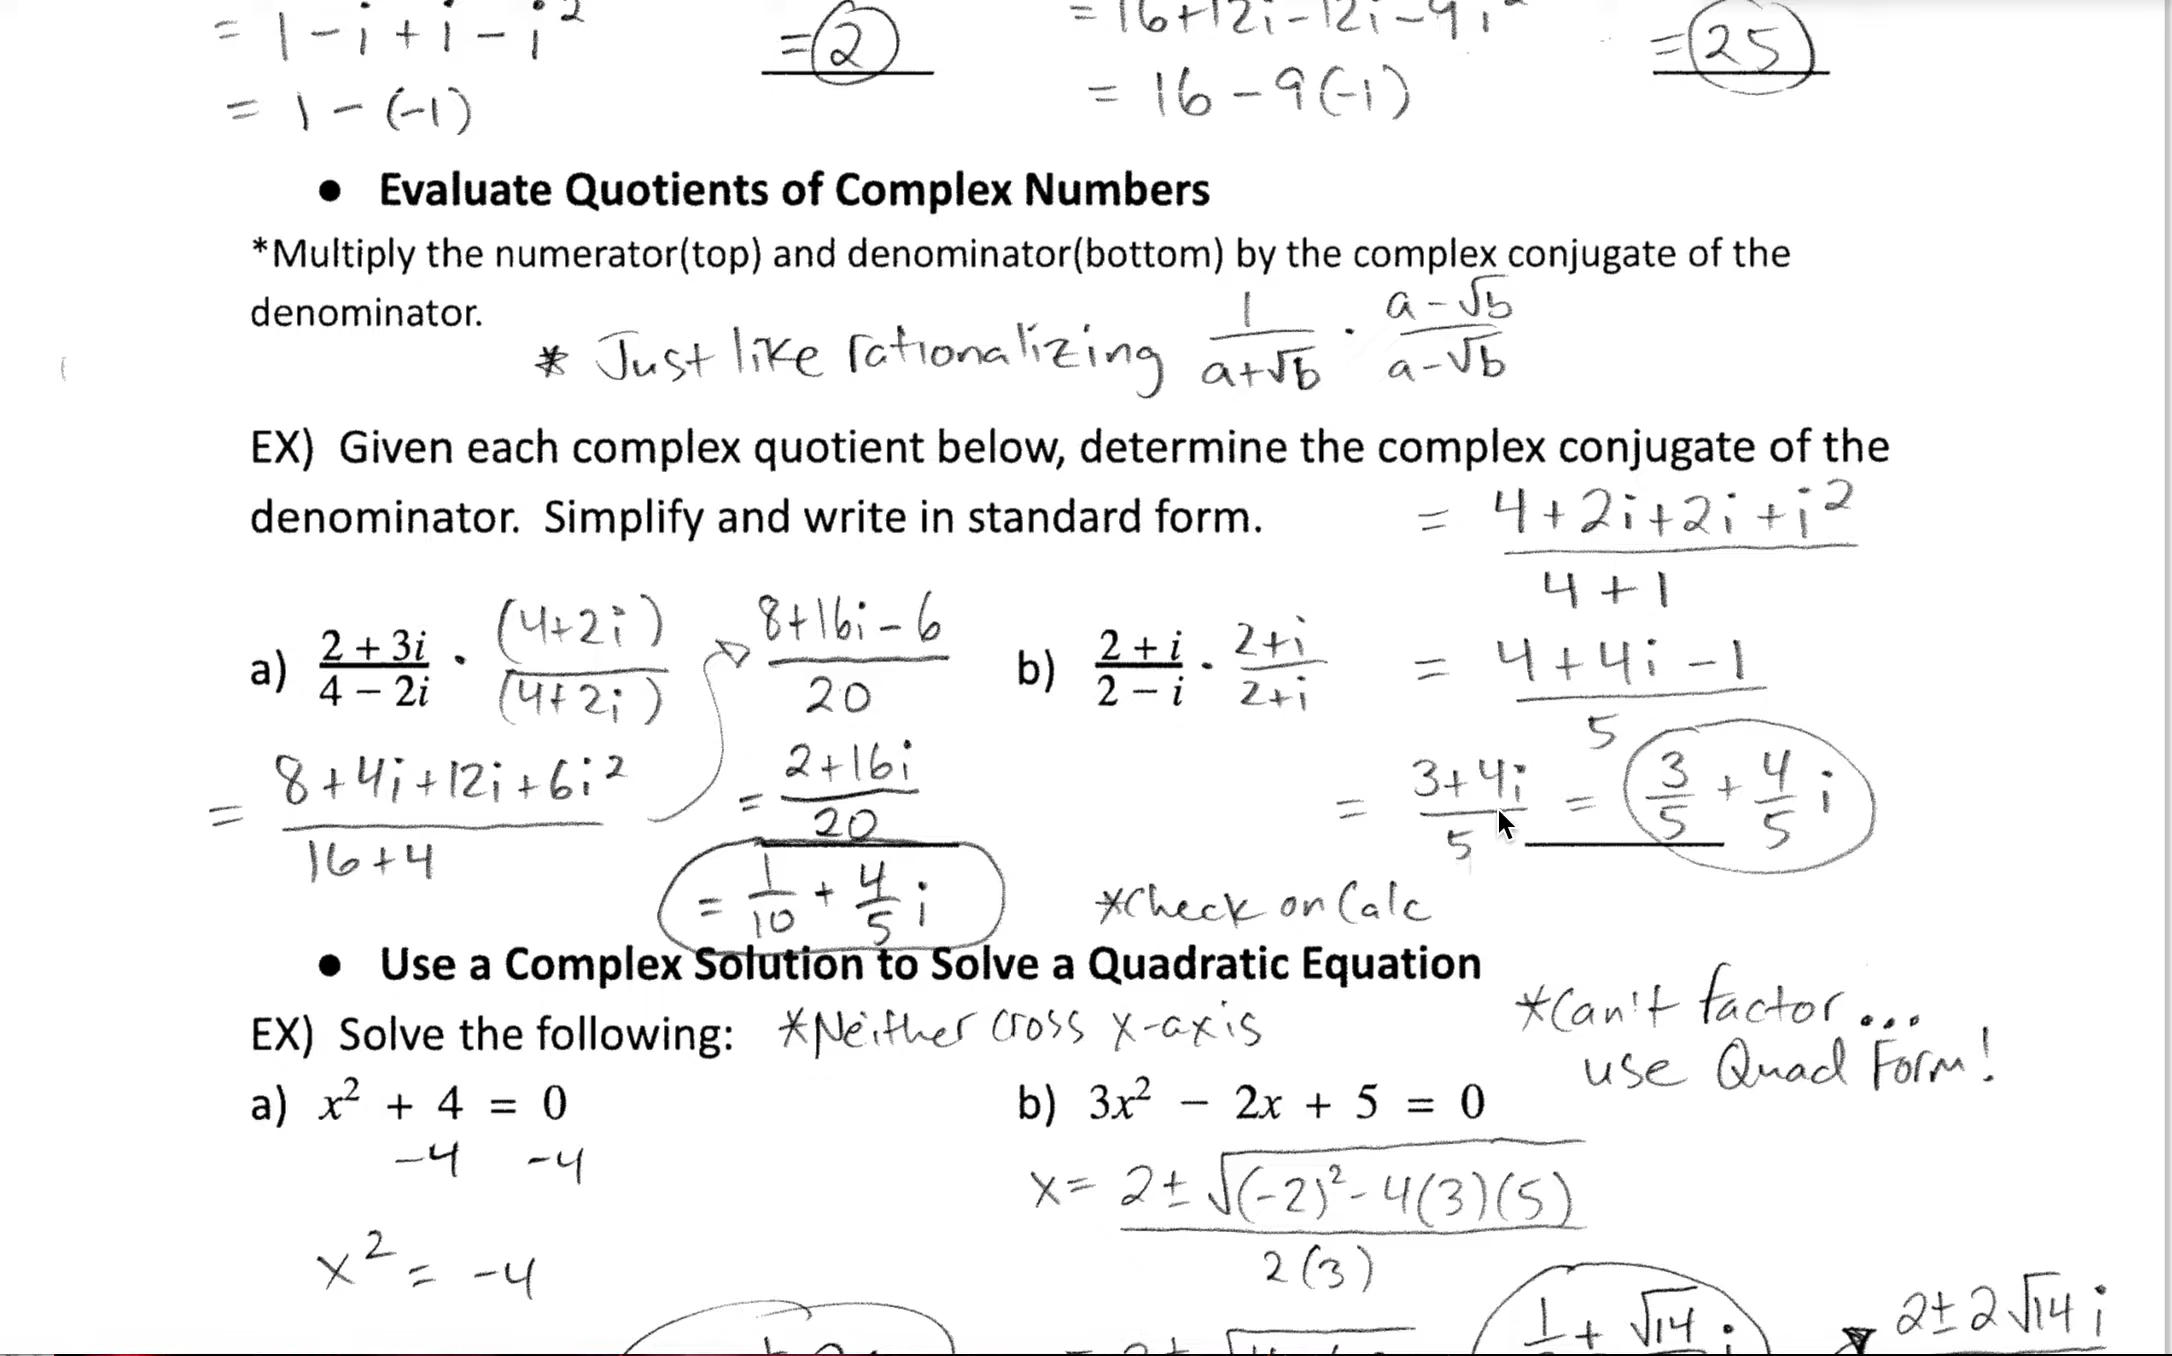 = 1 - i + i - i²
= 2
= 16+12i-12i-9i²
= 25
= 1 - (-1)
= 16 - 9(-1)
● Evaluate Quotients of Complex Numbers
*Multiply the numerator(top) and denominator(bottom) by the complex conjugate of the
denominator.
* Just like rationalizing 1/(a+√b) · (a-√b)/(a-√b)
EX) Given each complex quotient below, determine the complex conjugate of the
denominator. Simplify and write in standard form.
a) (2 + 3i)/(4 - 2i) · (4+2i)/(4+2i)
= (8+4i+12i+6i²)/(16+4)
(8+16i-6)/20
= (2+16i)/20
= 1/10 + 4/5 i
b) (2 + i)/(2 - i) · (2+i)/(2+i)
= (4+2i+2i+i²)/(4+1)
= (4+4i-1)/5
= (3+4i)/5 = 3/5 + 4/5 i
*Check on Calc
● Use a Complex Solution to Solve a Quadratic Equation
EX) Solve the following: *Neither cross x-axis
*Can't factor...
use Quad Form!
a) x² + 4 = 0
-4 -4
x² = -4
b) 3x² - 2x + 5 = 0
x = (2±√((-2)²-4(3)(5)))/(2(3))
2±2√14 i